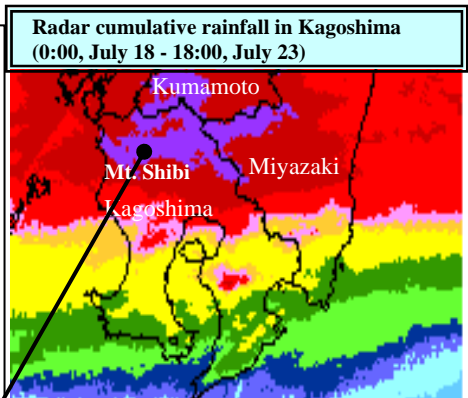 Radar cumulative rainfall in Kagoshima
(0:00, July 18 - 18:00, July 23)
Kumamoto
Mt. Shibi
Miyazaki
Kagoshima